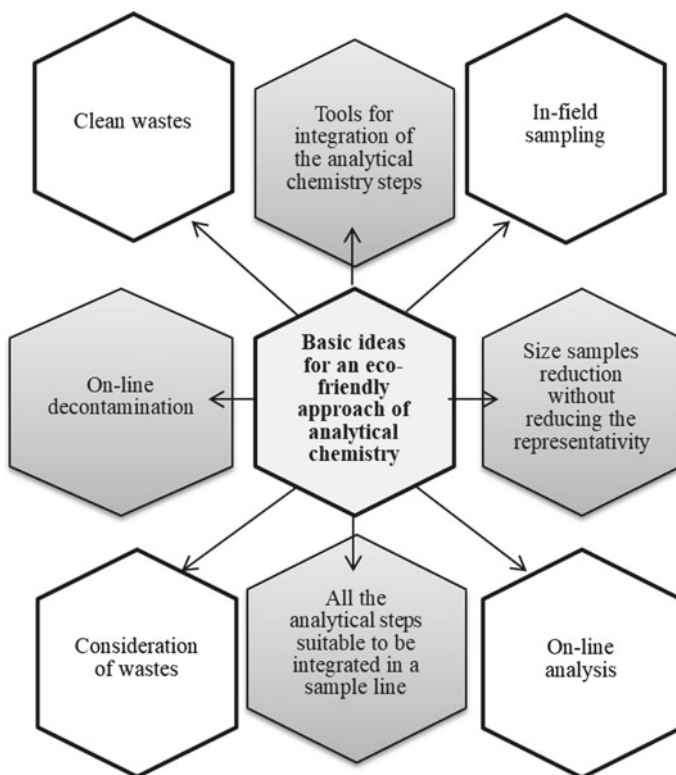 Clean wastes
Tools for
integration of
the analytical
chemistry steps
In-field
sampling
On-line
decontamination
Basic ideas
for an eco-
friendly
approach of
analytical
chemistry
Size samples
reduction
without
reducing the
representativity
Consideration
of wastes
All the
analytical steps
suitable to be
integrated in a
sample line
On-line
analysis